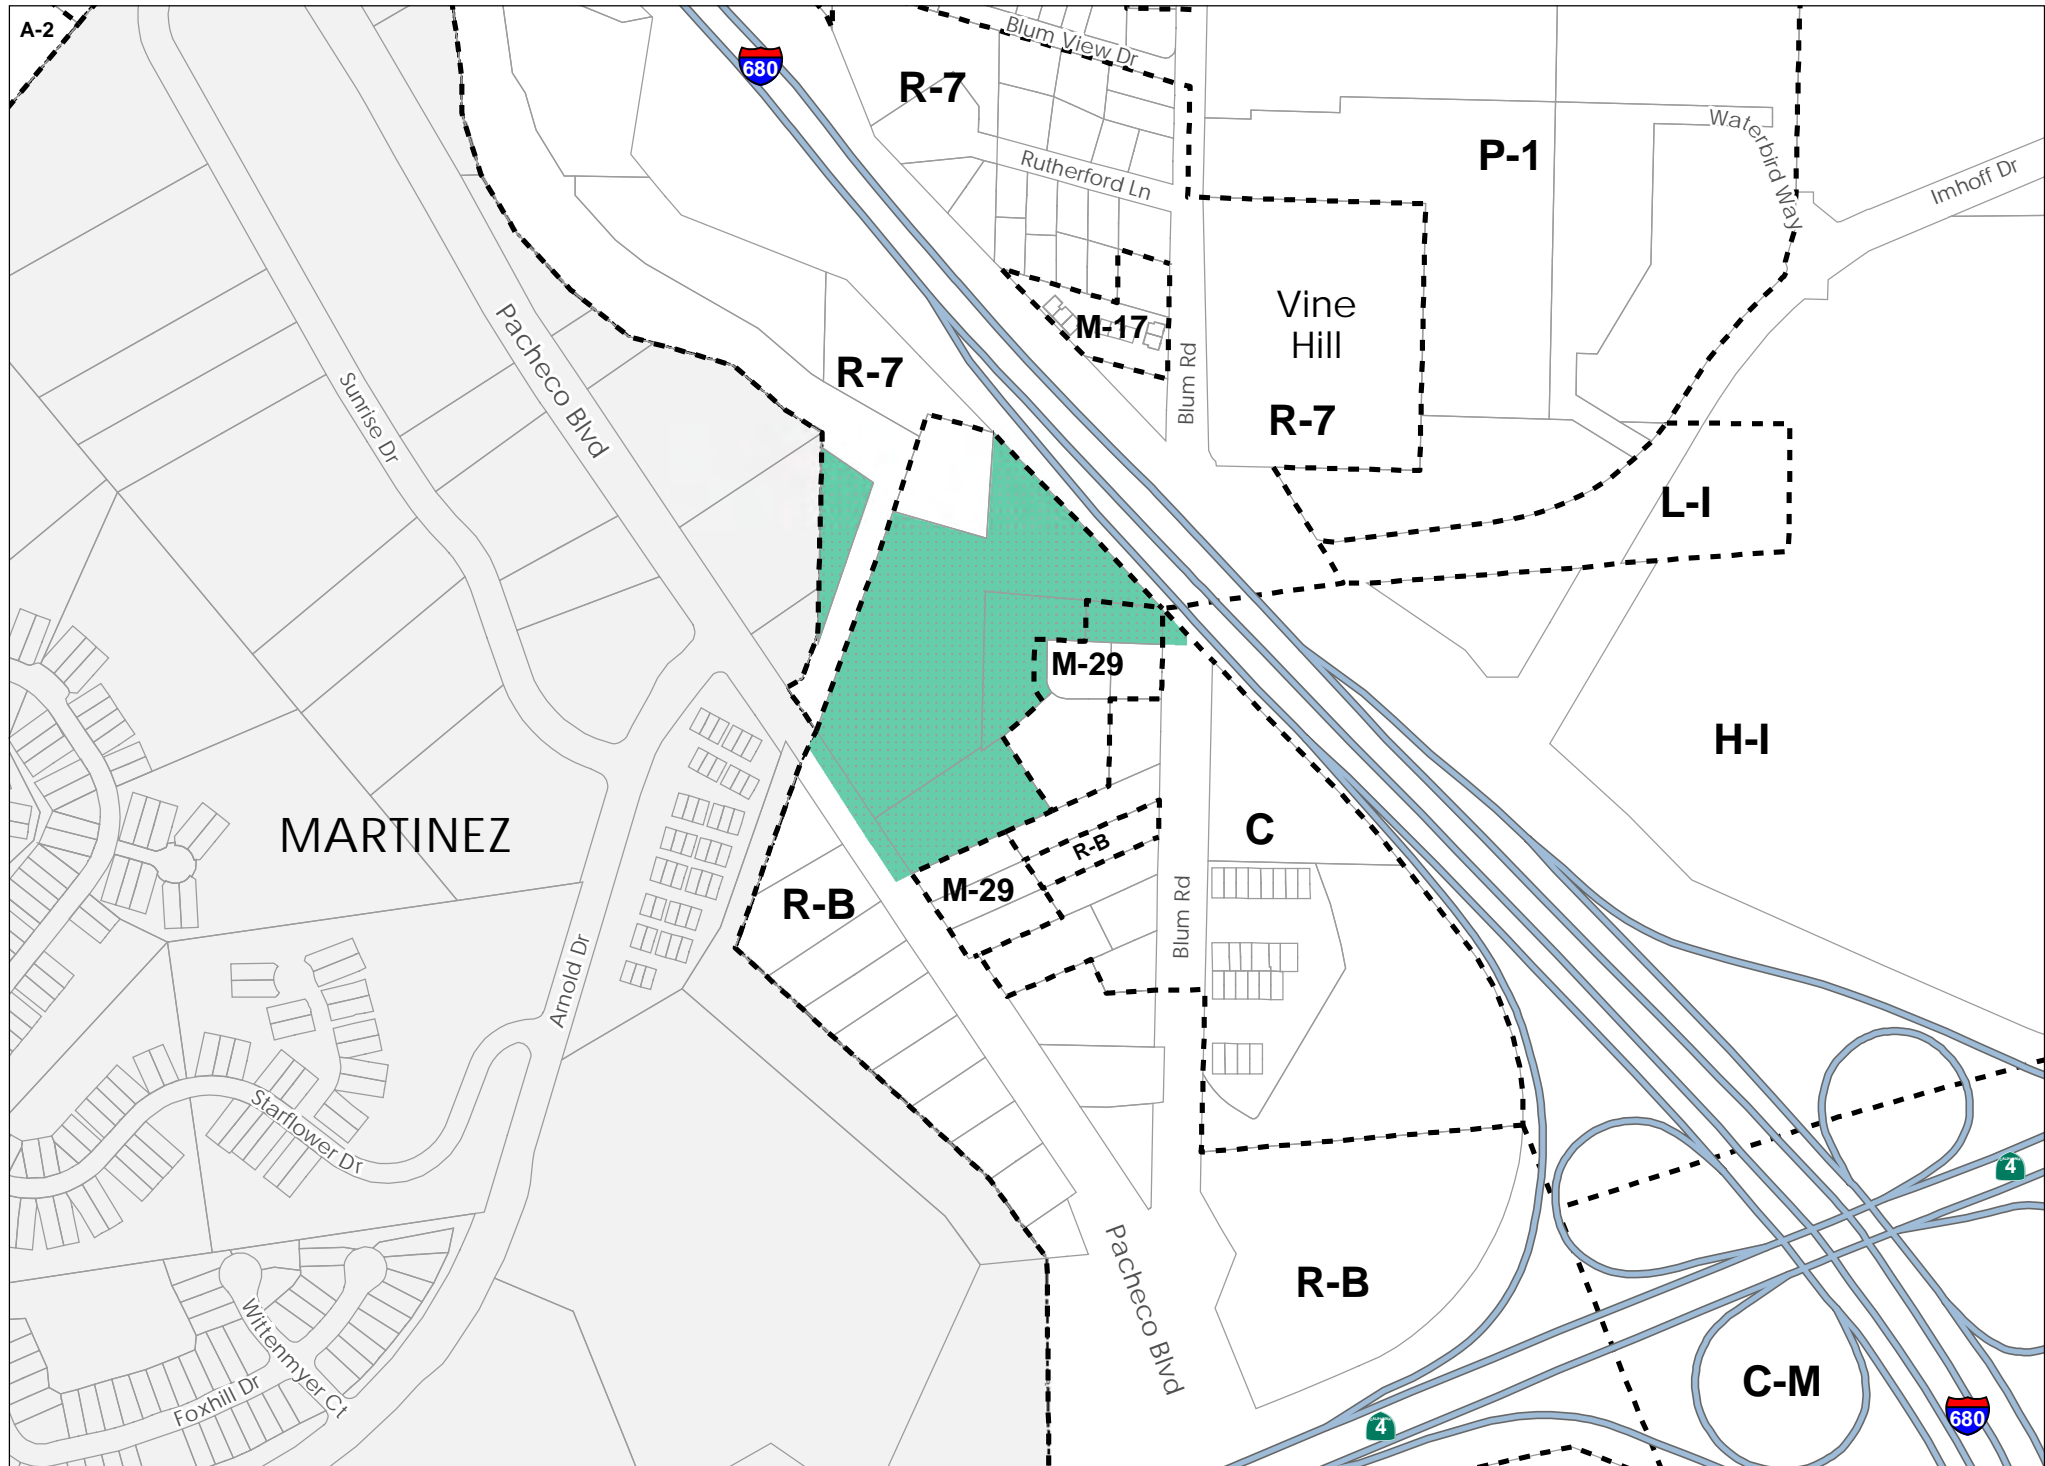 A-2
680
Blum View Dr
R-7
Rutherford Ln
P-1
Waterbird Way
Imhoff Dr
Vine
Hill
R-7
M-17
Blum Rd
Pacheco Blvd
Sunrise Dr
R-7
L-I
M-29
H-I
MARTINEZ
C
R-B
M-29
R-B
Blum Rd
Arnold Dr
Starflower Dr
4
Pacheco Blvd
R-B
Wittenmyer Ct
Foxhill Dr
C-M
4
680